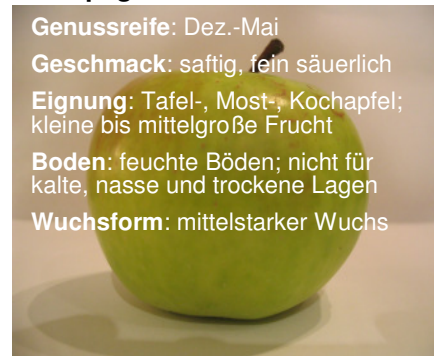 Genussreife: Dez.-Mai
Geschmack: saftig, fein säuerlich
Eignung: Tafel-, Most-, Kochapfel;
kleine bis mittelgroße Frucht
Boden: feuchte Böden; nicht für
kalte, nasse und trockene Lagen
Wuchsform: mittelstarker Wuchs